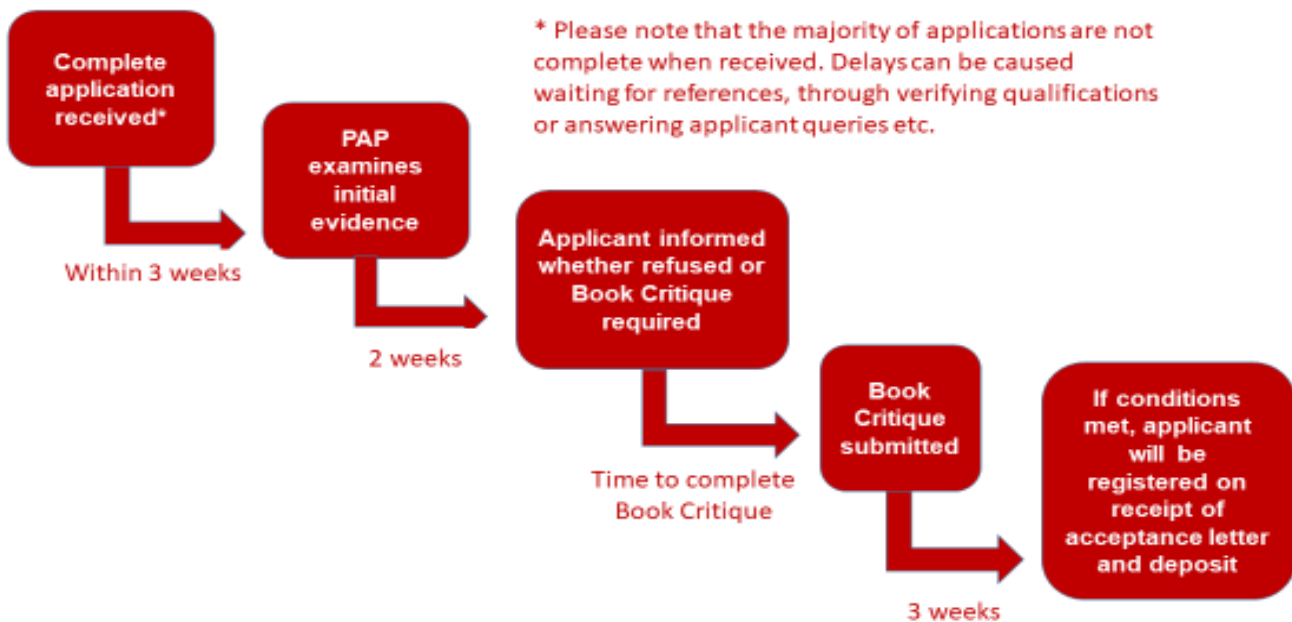 Complete
application
received*
* Please note that the majority of applications are not
complete when received. Delays can be caused
waiting for references, through verifying qualifications
or answering applicant queries etc.
PAP
examines
initial
evidence
Within 3 weeks
Applicant informed
whether refused or
Book Critique
required
2 weeks
Book
Critique
submitted
Time to complete
Book Critique
If conditions
met, applicant
will be
registered on
receipt of
acceptance letter
and deposit
3 weeks